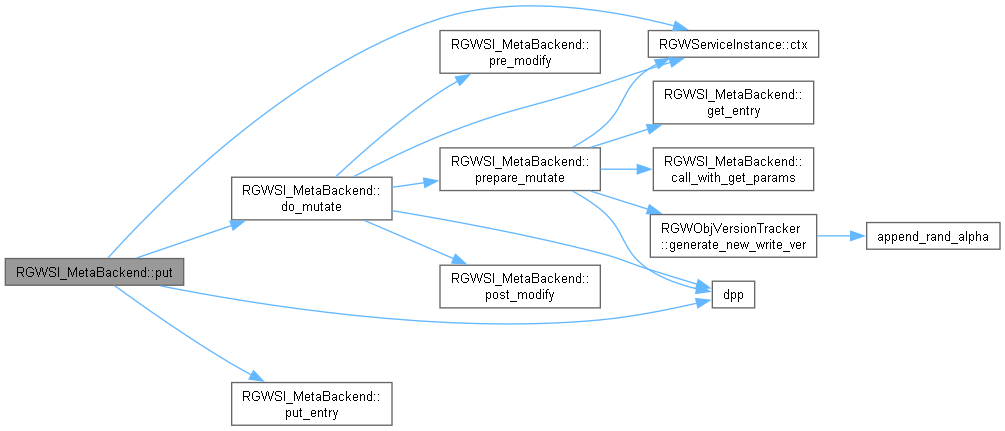 RGWSI_MetaBackend::put
RGWSI_MetaBackend::
do_mutate
RGWSI_MetaBackend::
put_entry
RGWSI_MetaBackend::
pre_modify
RGWSI_MetaBackend::
prepare_mutate
RGWSI_MetaBackend::
post_modify
RGWServiceInstance::ctx
RGWSI_MetaBackend::
get_entry
RGWSI_MetaBackend::
call_with_get_params
RGWObjVersionTracker
::generate_new_write_ver
dpp
append_rand_alpha